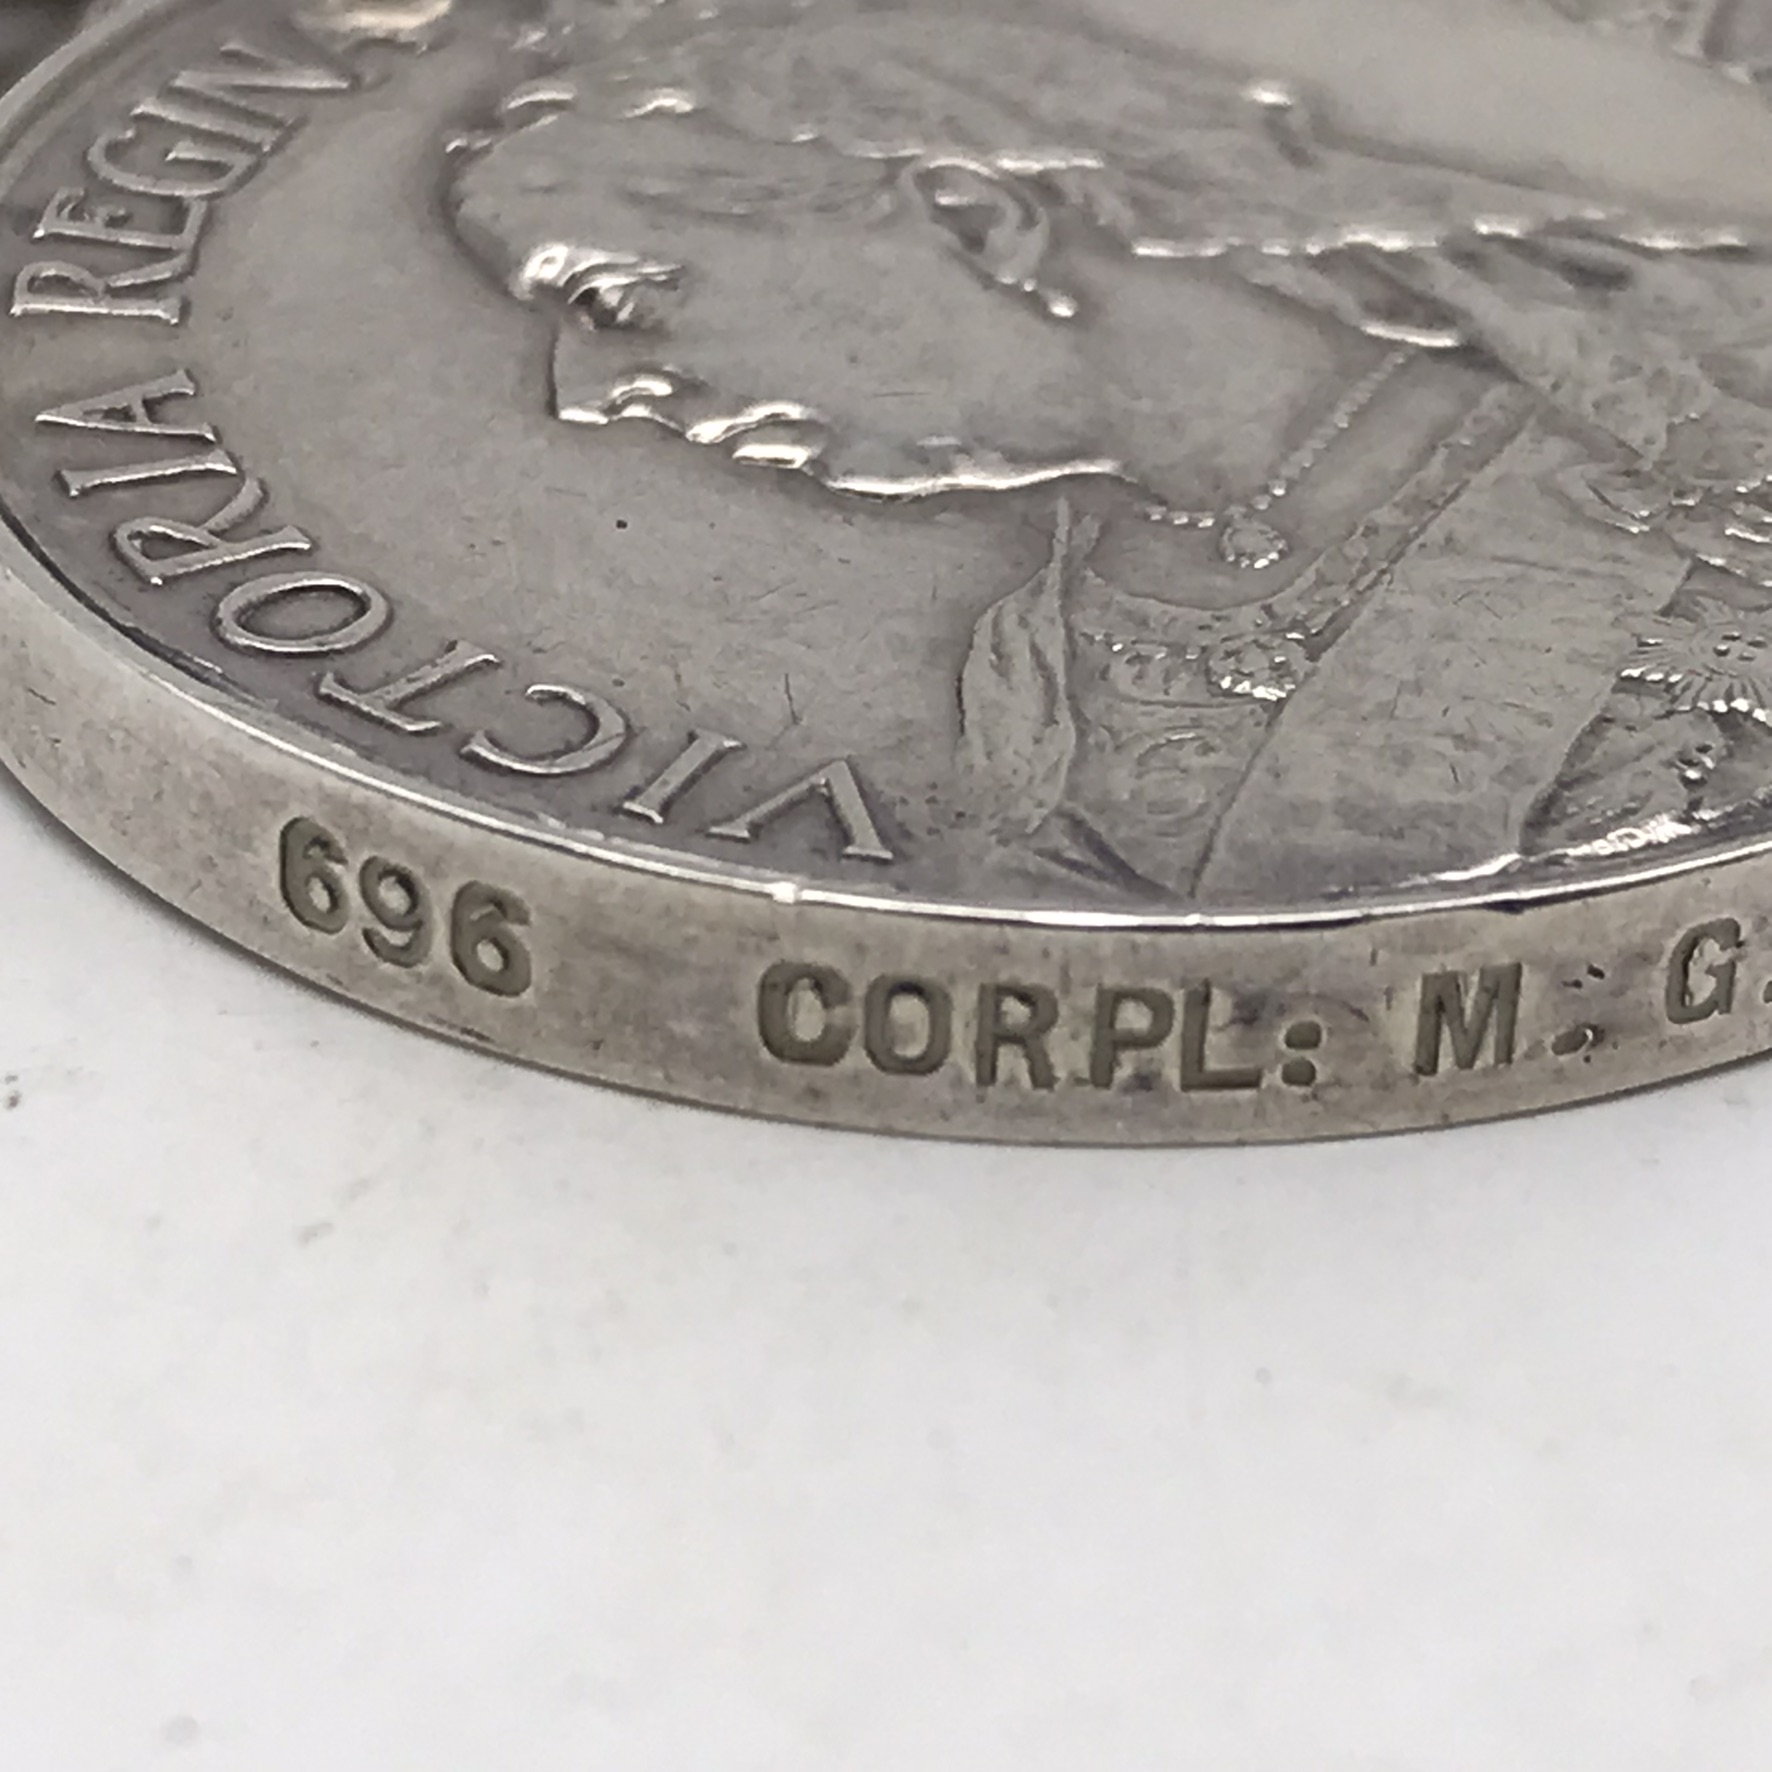 VICTORIA REGIN
696 CORPL: M. G.